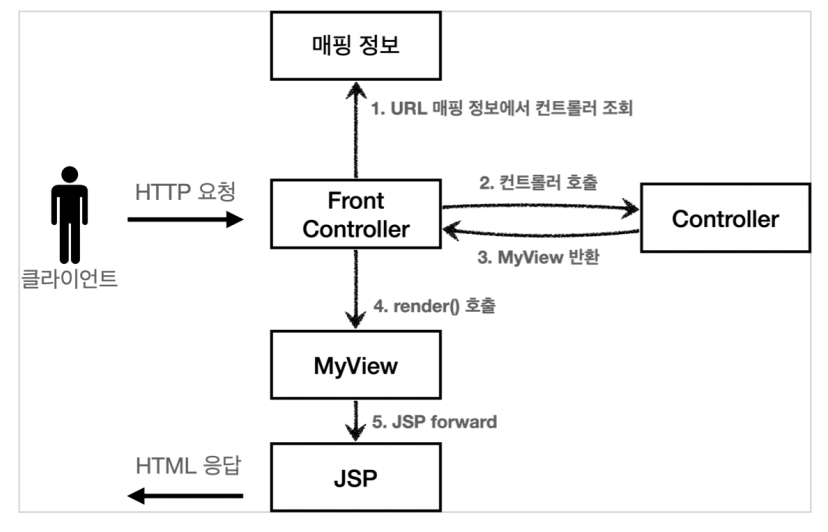 매핑 정보
1. URL 매핑 정보에서 컨트롤러 조회
HTTP 요청
Front
Controller
2. 컨트롤러 호출
Controller
3. MyView 반환
클라이언트
4. render() 호출
MyView
5. JSP forward
HTML 응답
JSP